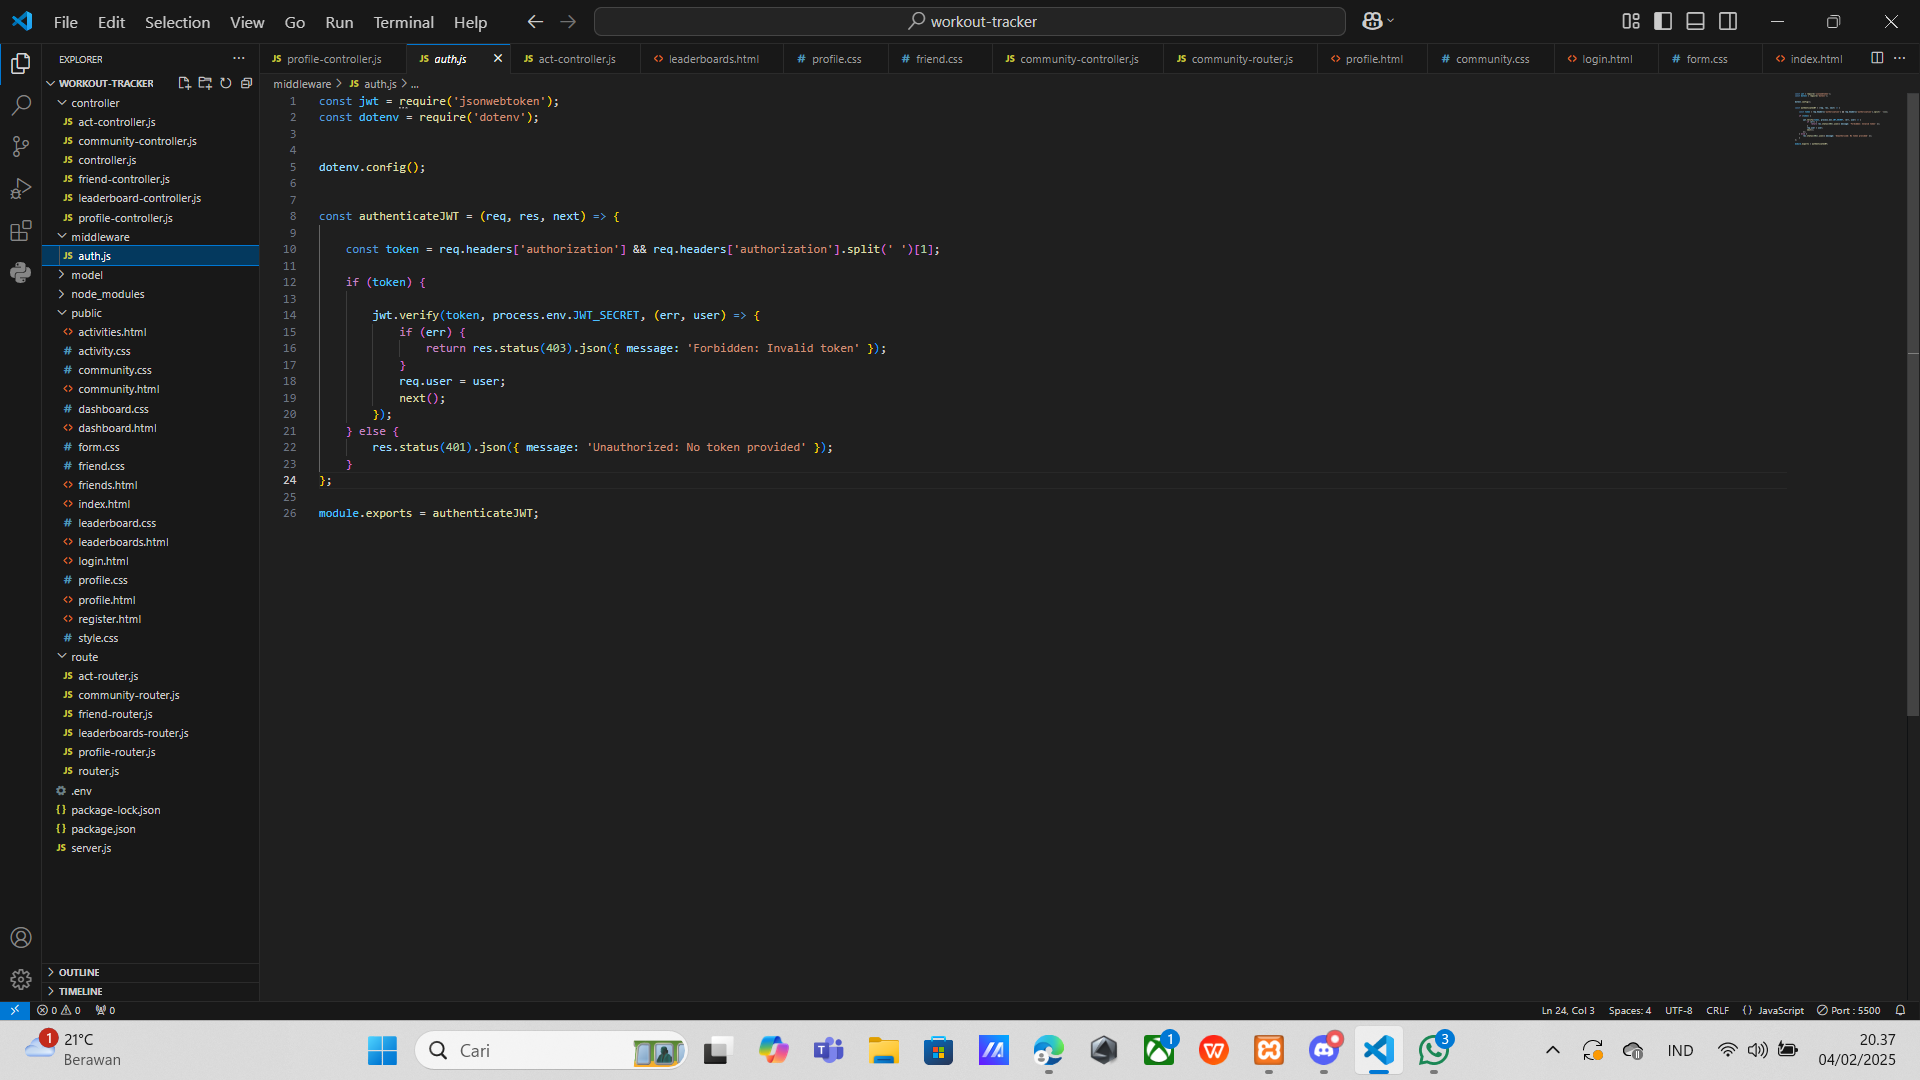 File Edit Selection View Go Run Terminal Help
workout-tracker
EXPLORER
WORKOUT-TRACKER
controller
act-controller.js
community-controller.js
controller.js
friend-controller.js
leaderboard-controller.js
profile-controller.js
middleware
auth.js
model
node_modules
public
activities.html
activity.css
community.css
community.html
dashboard.css
dashboard.html
form.css
friend.css
friends.html
index.html
leaderboard.css
leaderboards.html
login.html
profile.css
profile.html
register.html
style.css
route
act-router.js
community-router.js
friend-router.js
leaderboards-router.js
profile-router.js
router.js
.env
package-lock.json
package.json
server.js
OUTLINE
TIMELINE
profile-controller.js auth.js act-controller.js leaderboards.html profile.css friend.css community-controller.js community-router.js profile.html community.css login.html form.css index.html
middleware > JS auth.js > ...
1 const jwt = require('jsonwebtoken');
2 const dotenv = require('dotenv');
3
4
5 dotenv.config();
6
7
8 const authenticateJWT = (req, res, next) => {
9
10 const token = req.headers['authorization'] && req.headers['authorization'].split(' ')[1];
11
12 if (token) {
13
14 jwt.verify(token, process.env.JWT_SECRET, (err, user) => {
15 if (err) {
16 return res.status(403).json({ message: 'Forbidden: Invalid token' });
17 }
18 req.user = user;
19 next();
20 });
21 } else {
22 res.status(401).json({ message: 'Unauthorized: No token provided' });
23 }
24 };
25
26 module.exports = authenticateJWT;
0 0 0
Ln 24, Col 3 Spaces: 4 UTF-8 CRLF {} JavaScript Port : 5500
1
21°C
Berawan
Cari
1
3
IND
20.37
04/02/2025